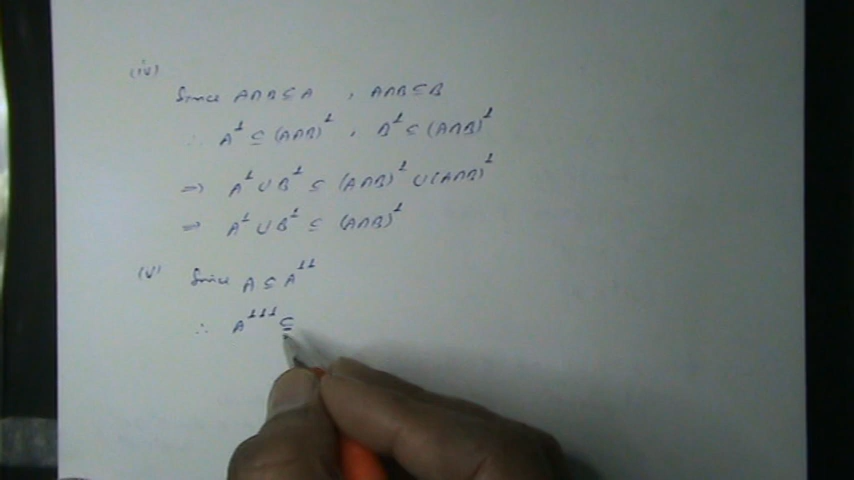 (iv)
Since A∩B⊆A , A∩B⊆B
∴ A^⊥ ⊆ (A∩B)^⊥ , B^⊥ ⊆ (A∩B)^⊥
⇒ A^⊥ ∪ B^⊥ ⊆ (A∩B)^⊥ ∪ (A∩B)^⊥
⇒ A^⊥ ∪ B^⊥ ⊆ (A∩B)^⊥
(v) Since A ⊆ A^⊥⊥
∴ A^⊥⊥⊥ ⊆